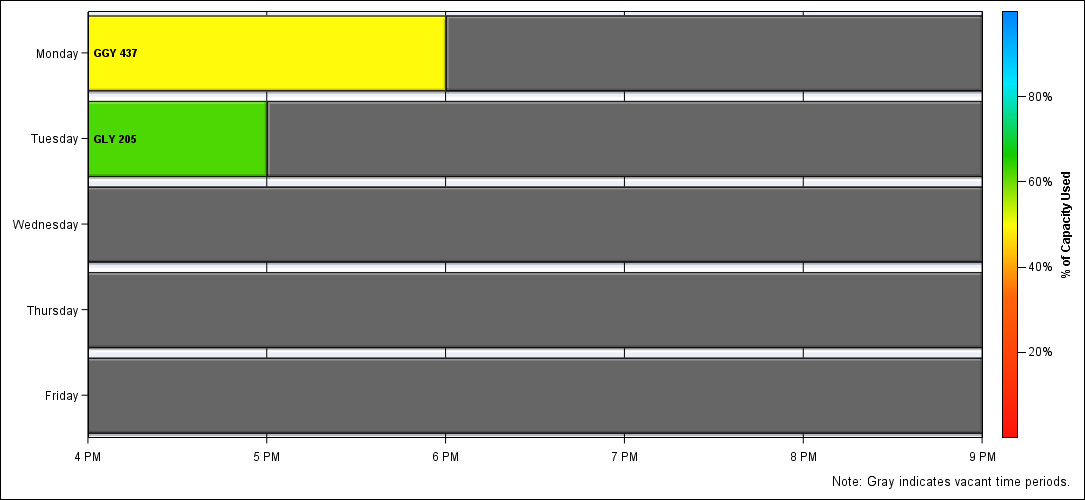 Monday
GGY 437
Tuesday
GLY 205
Wednesday
Thursday
Friday
4 PM
5 PM
6 PM
7 PM
8 PM
9 PM
80%
60%
40%
20%
% of Capacity Used
Note: Gray indicates vacant time periods.